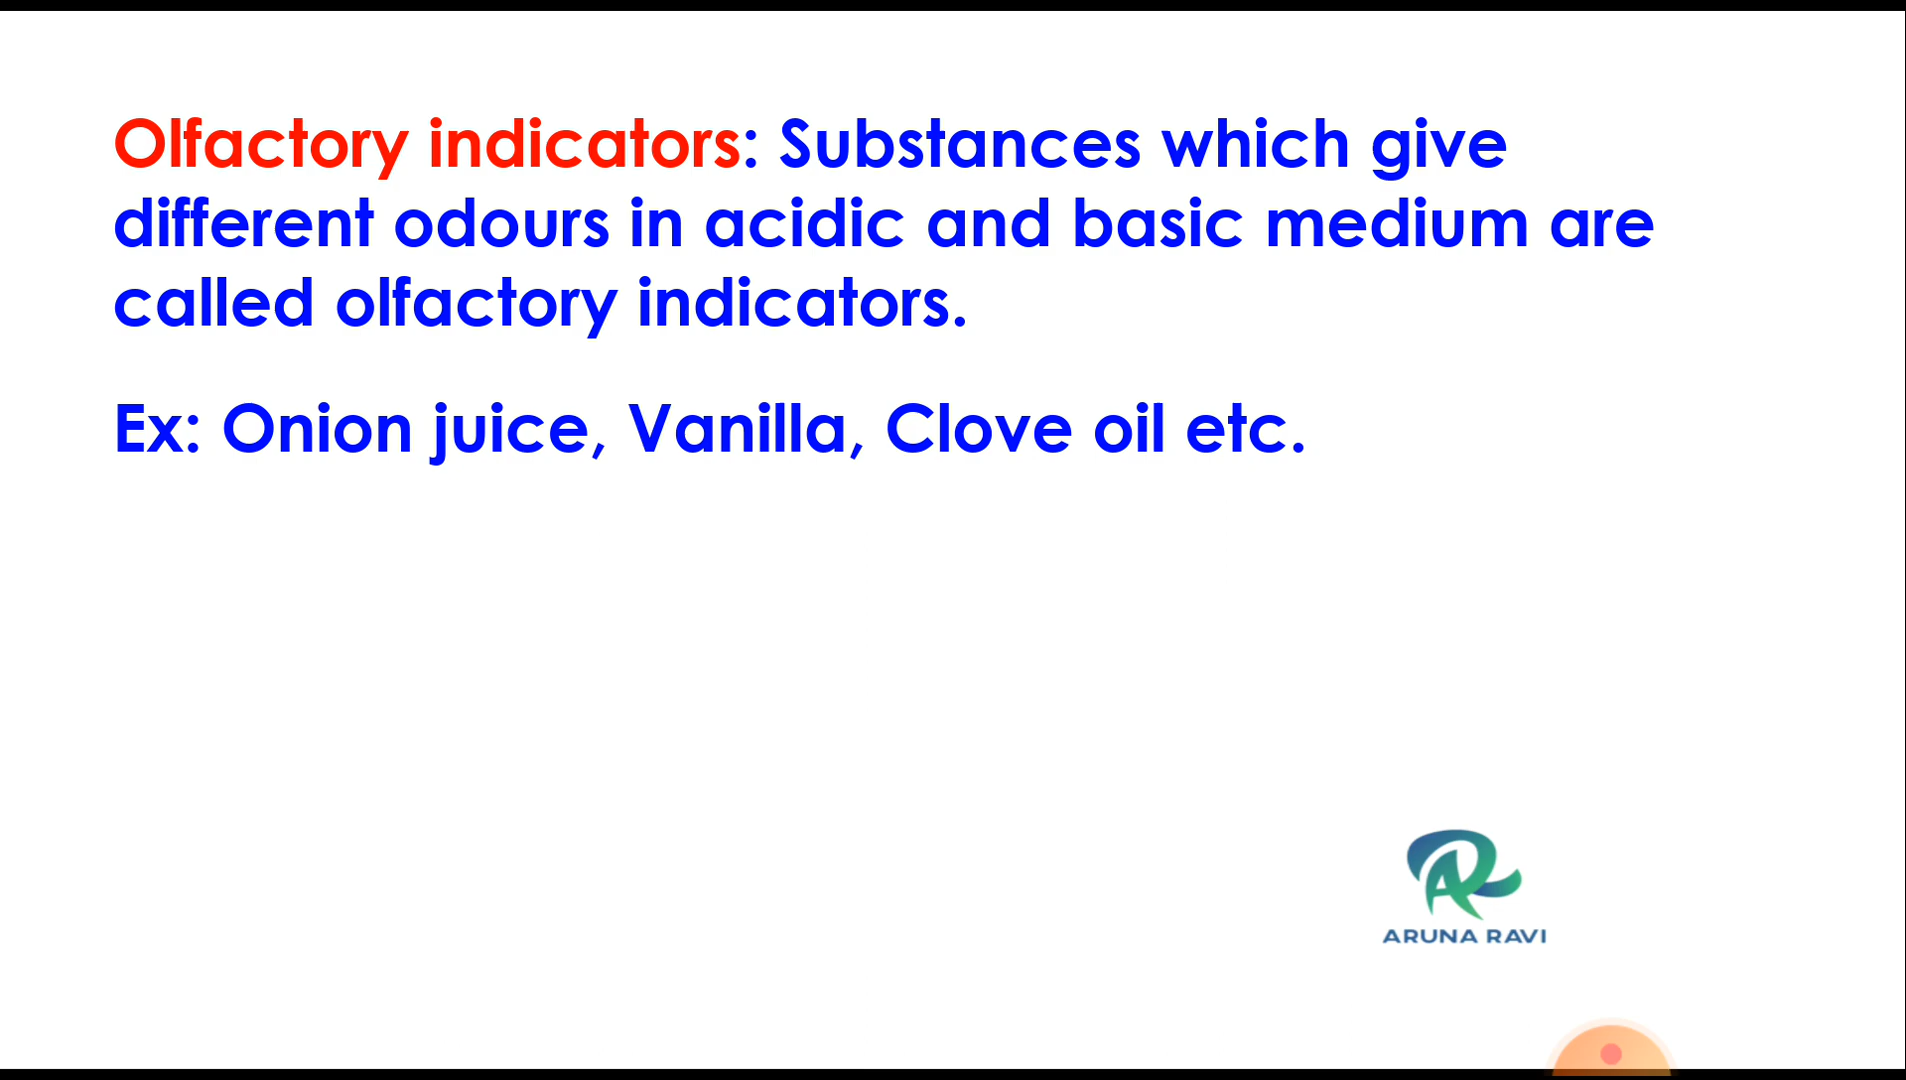 Olfactory indicators: Substances which give
different odours in acidic and basic medium are
called olfactory indicators.
Ex: Onion juice, Vanilla, Clove oil etc.
AR
ARUNA RAVI